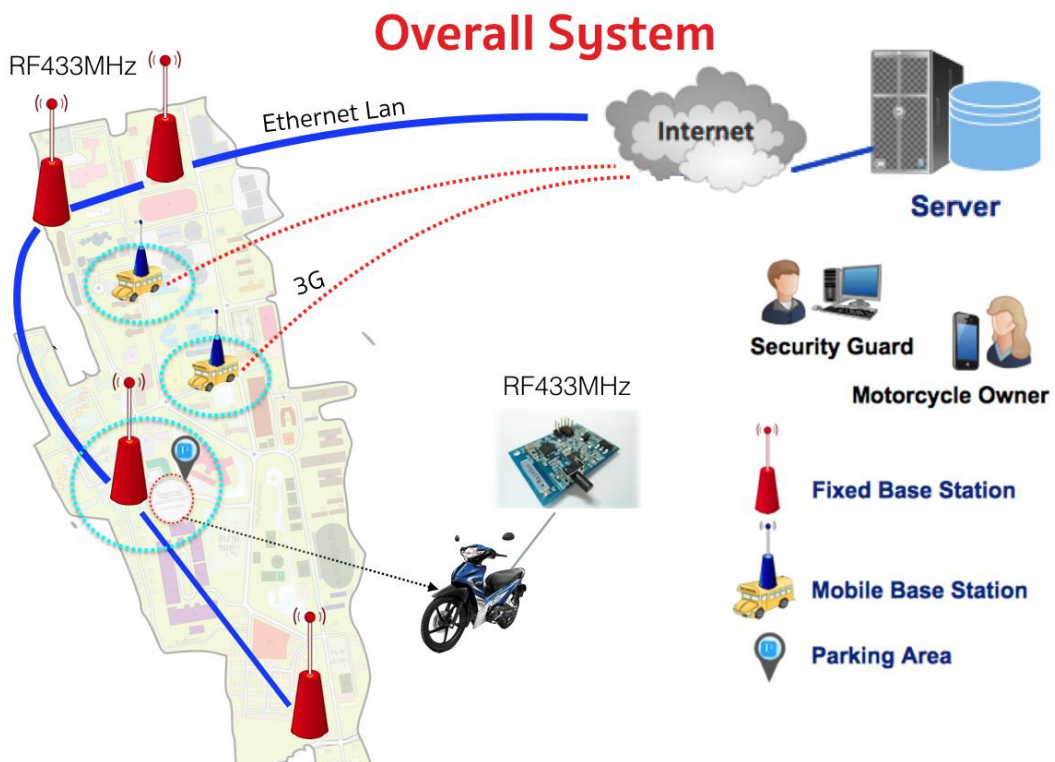 Overall System
RF433MHz
Ethernet Lan
Internet
Server
3G
Security Guard
Motorcycle Owner
RF433MHz
Fixed Base Station
Mobile Base Station
Parking Area